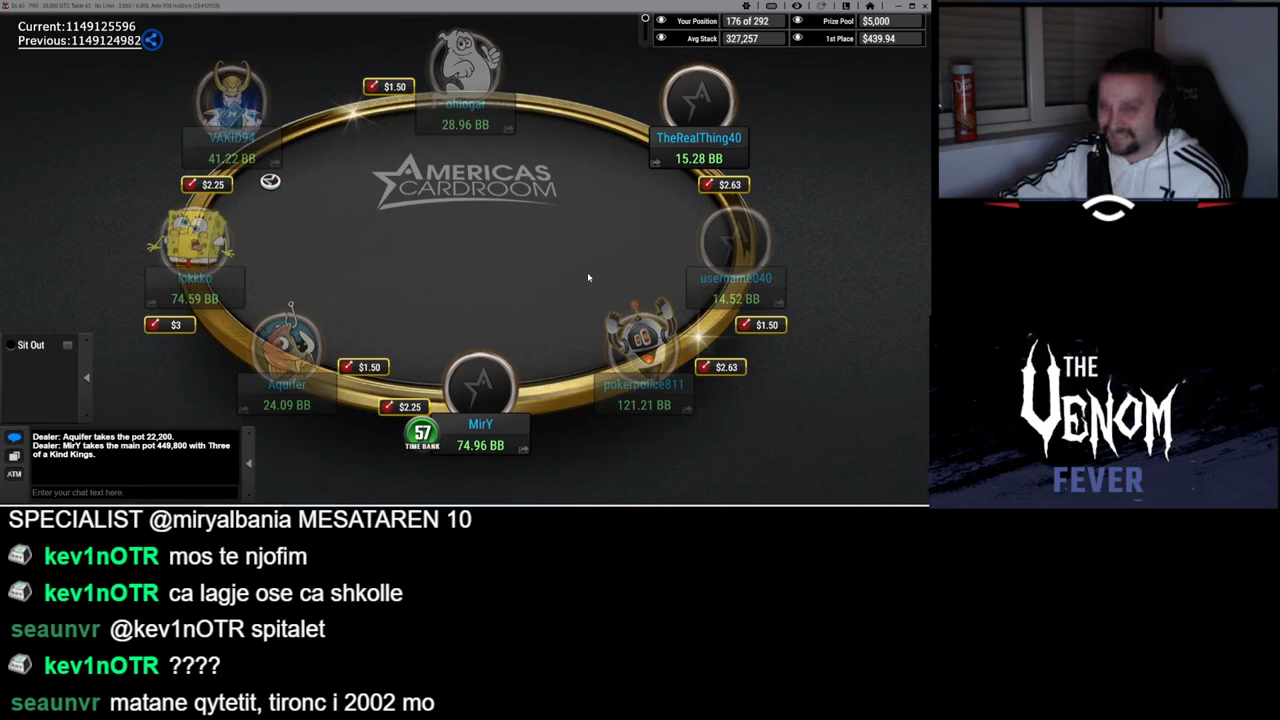 Current:1149125596
Previous:1149124982
Your Position
176 of 292
Prize Pool
$5,000
Avg Stack
327,257
1st Place
$439.94
$1.50
ohlogar
28.96 BB
VAKID94
41.22 BB
TheRealThing40
15.28 BB
AMERICAS
CARDROOM
$2.25
$2.63
lokkko
74.59 BB
username040
14.52 BB
$3
$1.50
Sit Out
$1.50
$2.63
Aquifer
24.09 BB
pokerpolice811
121.21 BB
$2.25
MirY
74.96 BB
57
TIME BANK
Dealer: Aquifer takes the pot 22,200.
Dealer: MirY takes the main pot 449,800 with Three
of a Kind Kings.
ATM
Enter your chat text here.
THE
VENOM
FEVER
SPECIALIST @miryalbania MESATAREN 10
kev1nOTR mos te njofim
kev1nOTR ca lagje ose ca shkolle
seaunvr @kev1nOTR spitalet
kev1nOTR ????
seaunvr matane qytetit, tironc i 2002 mo